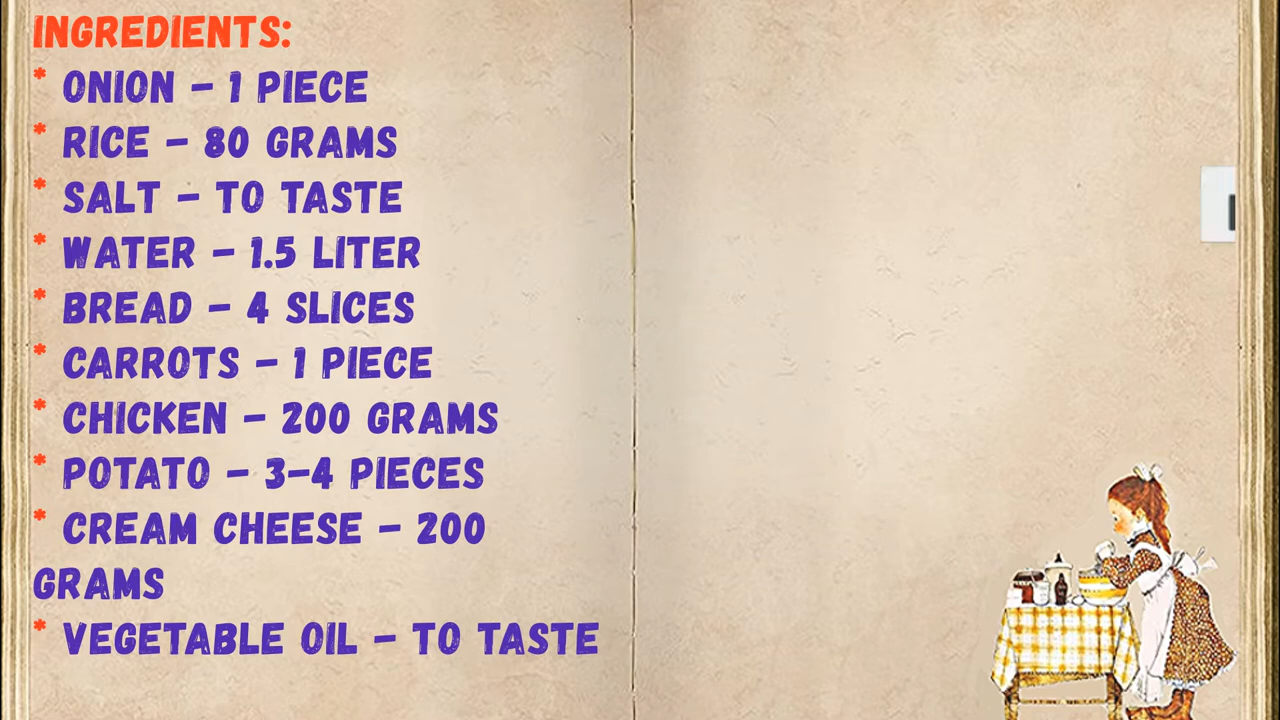 INGREDIENTS:
* ONION - 1 PIECE
* RICE - 80 GRAMS
* SALT - TO TASTE
* WATER - 1.5 LITER
* BREAD - 4 SLICES
* CARROTS - 1 PIECE
* CHICKEN - 200 GRAMS
* POTATO - 3-4 PIECES
* CREAM CHEESE - 200
GRAMS
* VEGETABLE OIL - TO TASTE